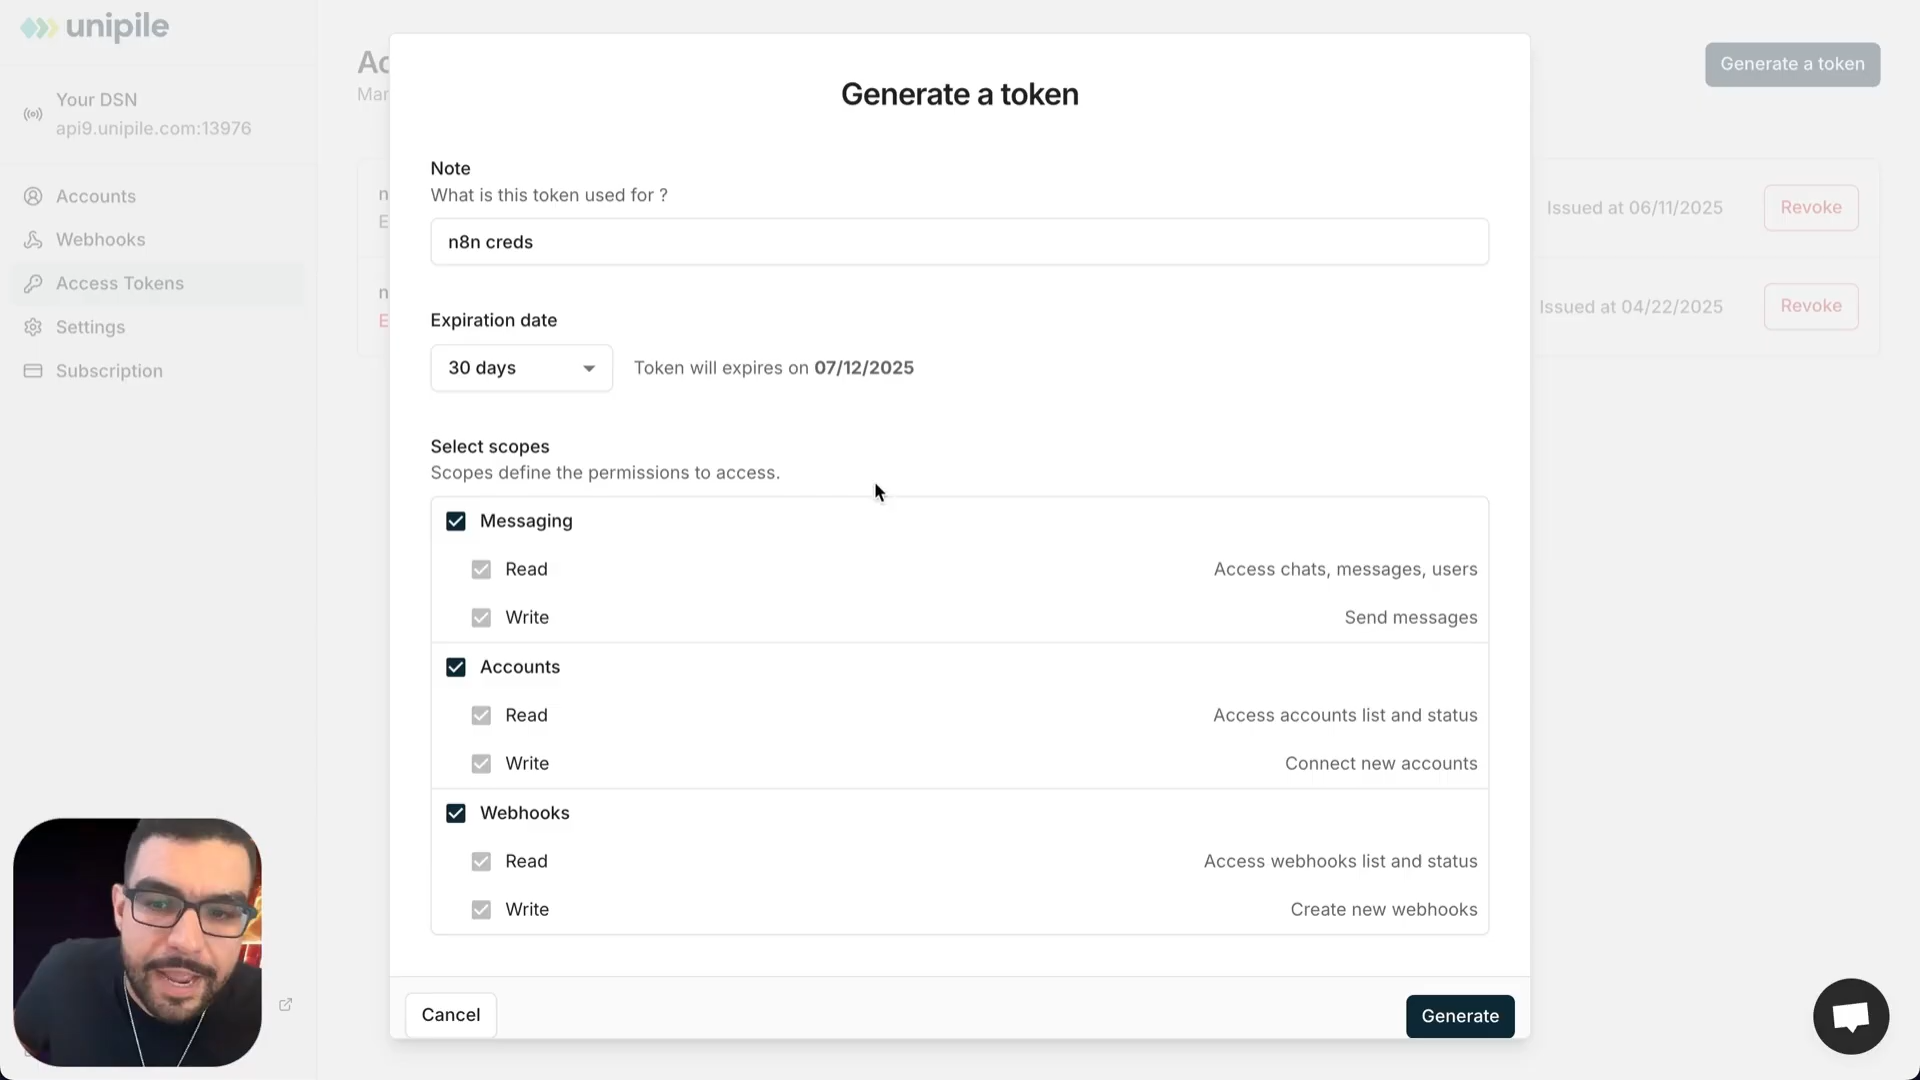 unipile
Your DSN
api9.unipile.com:13976
Accounts
Webhooks
Access Tokens
Settings
Subscription
Generate a token
Issued at 06/11/2025
Revoke
Issued at 04/22/2025
Revoke
Generate a token
Note
What is this token used for ?
n8n creds
Expiration date
30 days
Token will expires on 07/12/2025
Select scopes
Scopes define the permissions to access.
Messaging
Read Access chats, messages, users
Write Send messages
Accounts
Read Access accounts list and status
Write Connect new accounts
Webhooks
Read Access webhooks list and status
Write Create new webhooks
Cancel
Generate